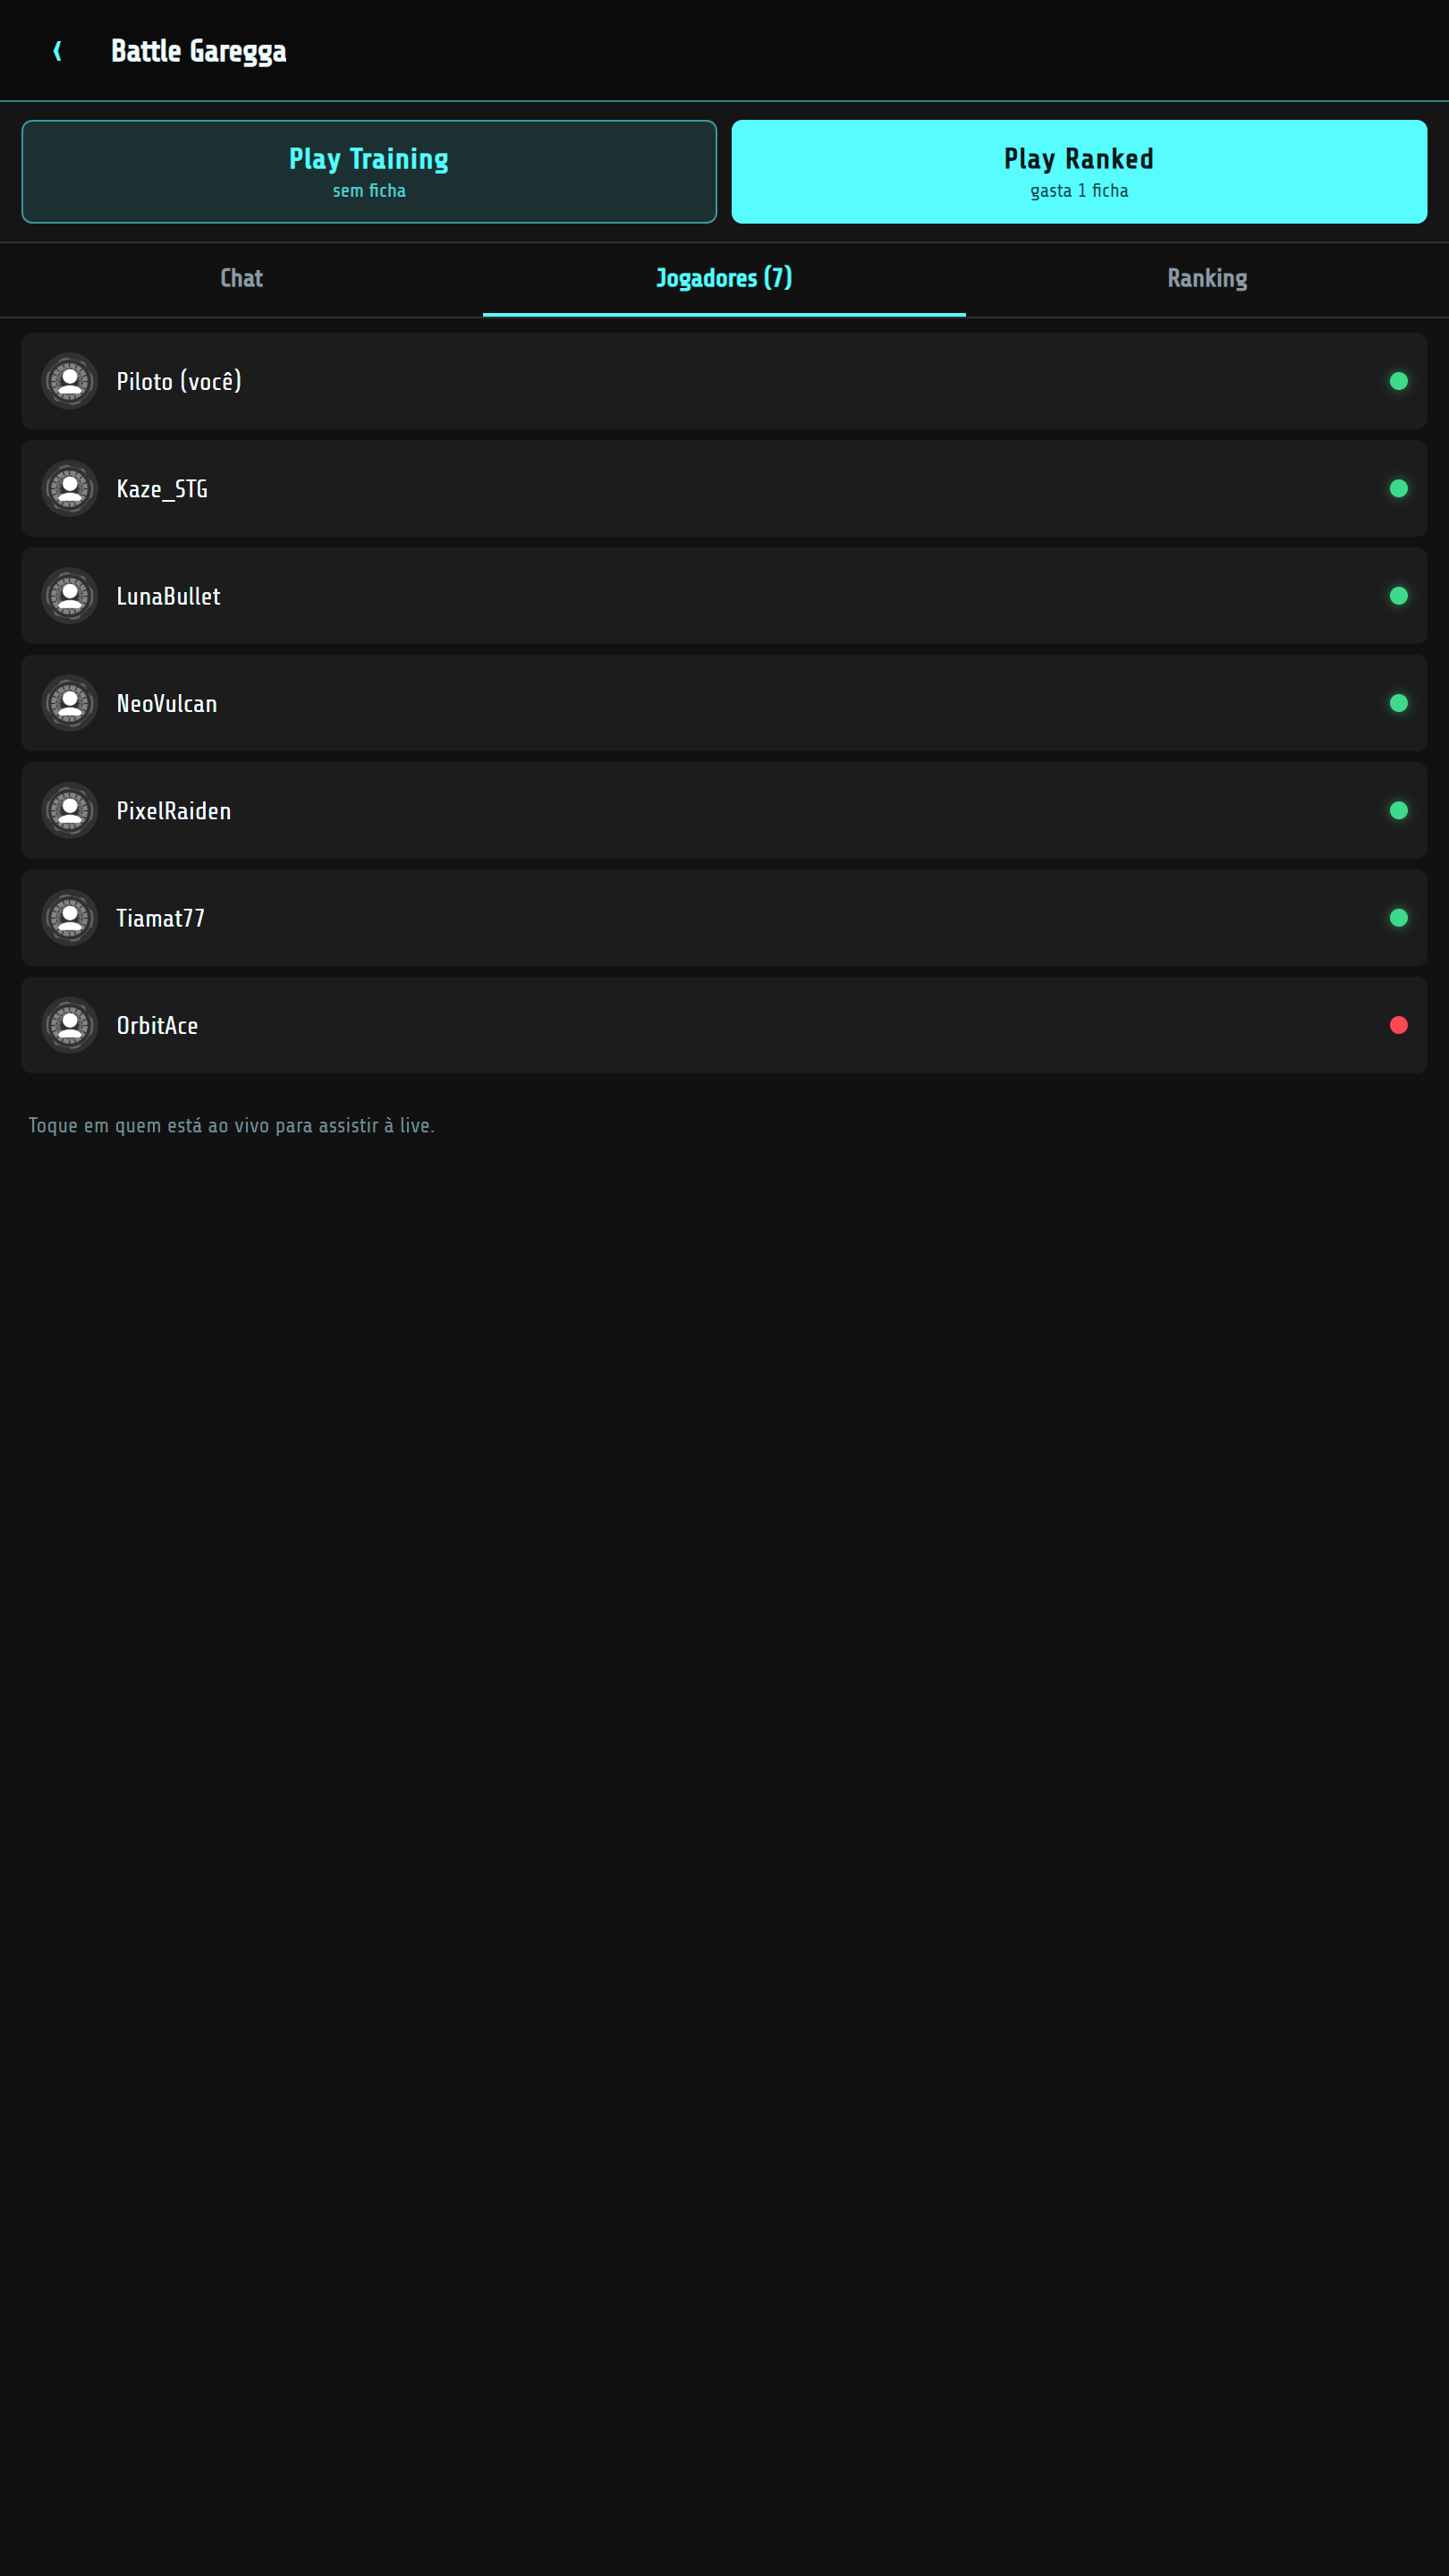 Battle Garegga
Play Training
sem ficha
Play Ranked
gasta 1 ficha
Chat
Jogadores (7)
Ranking
Piloto (você)
Kaze_STG
LunaBullet
NeoVulcan
PixelRaiden
Tiamat77
OrbitAce
Toque em quem está ao vivo para assistir à live.